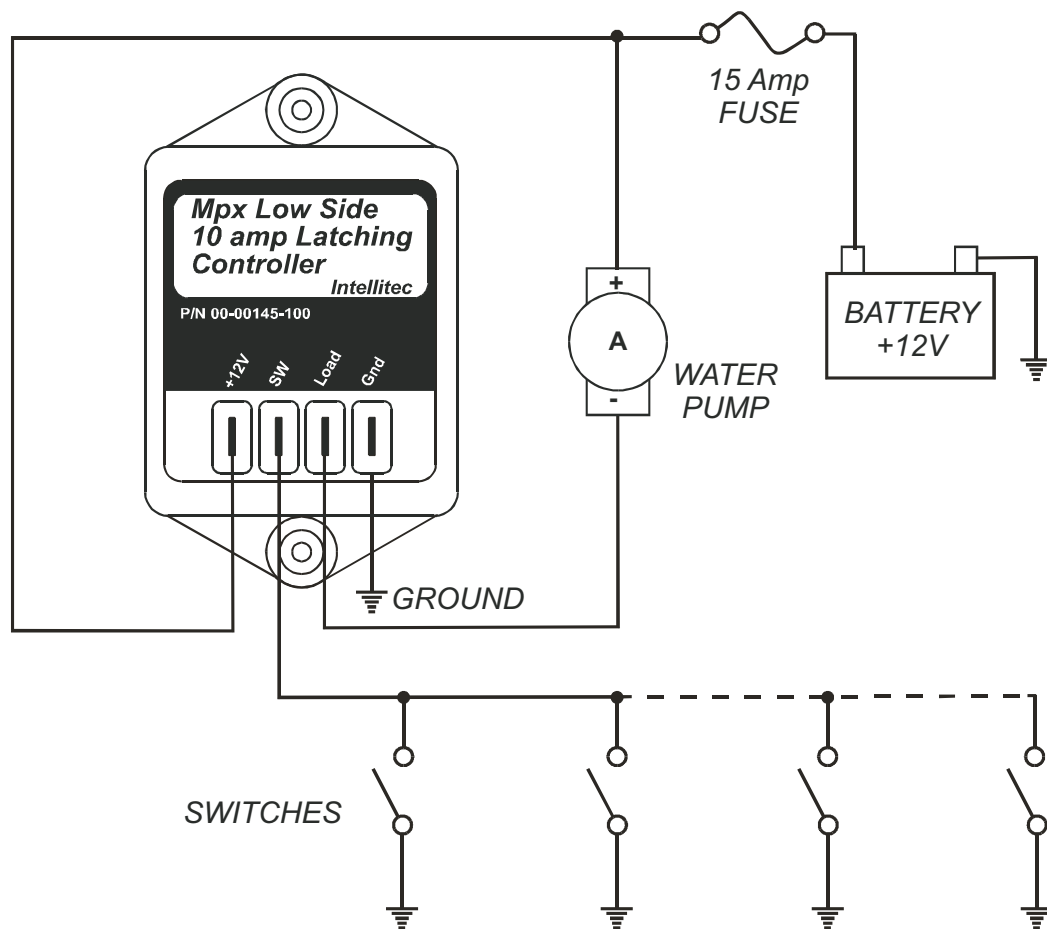 15 Amp
FUSE
Mpx Low Side
10 amp Latching
Controller
Intellitec
P/N 00-00145-100
+12V SW Load Gnd
+
A
-
WATER
PUMP
BATTERY
+12V
GROUND
SWITCHES